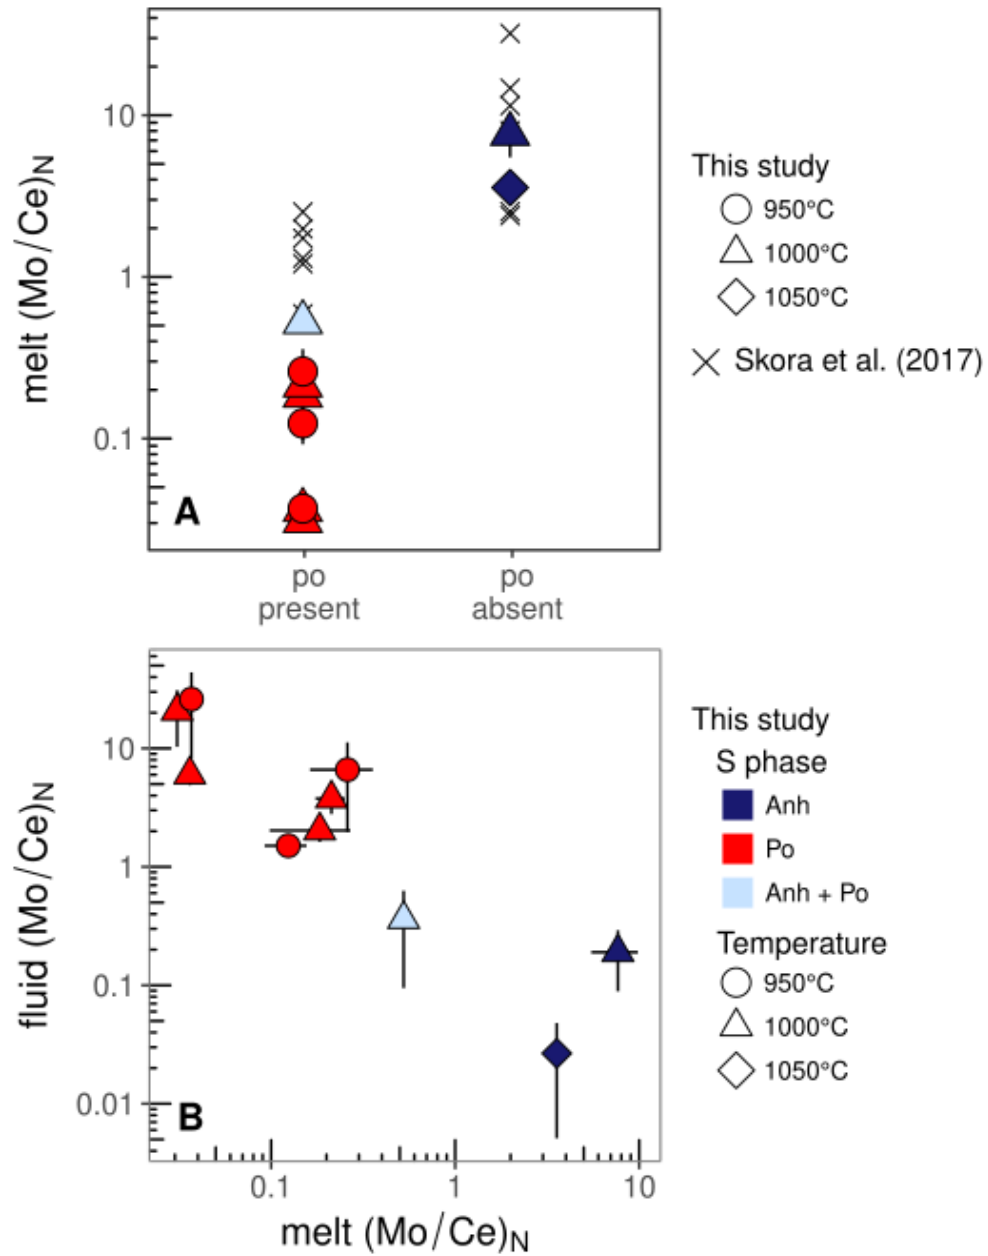 melt (Mo/Ce)N
10
1
0.1
A
po
present
po
absent
This study
950°C
1000°C
1050°C
Skora et al. (2017)
fluid (Mo/Ce)N
10
1
0.1
0.01
B
0.1
1
10
melt (Mo/Ce)N
This study
S phase
Anh
Po
Anh + Po
Temperature
950°C
1000°C
1050°C